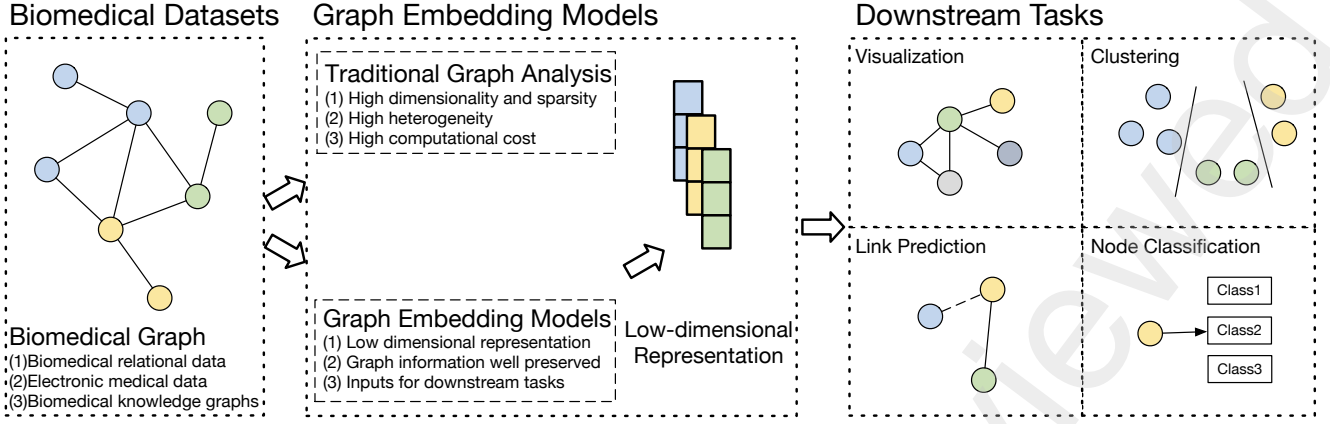 Biomedical Datasets
Biomedical Graph
(1)Biomedical relational data
(2)Electronic medical data
(3)Biomedical knowledge graphs
Graph Embedding Models
Traditional Graph Analysis
(1) High dimensionality and sparsity
(2) High heterogeneity
(3) High computational cost
Graph Embedding Models
(1) Low dimensional representation
(2) Graph information well preserved
(3) Inputs for downstream tasks
Low-dimensional
Representation
Downstream Tasks
Visualization
Clustering
Link Prediction
Node Classification
Class1
Class2
Class3